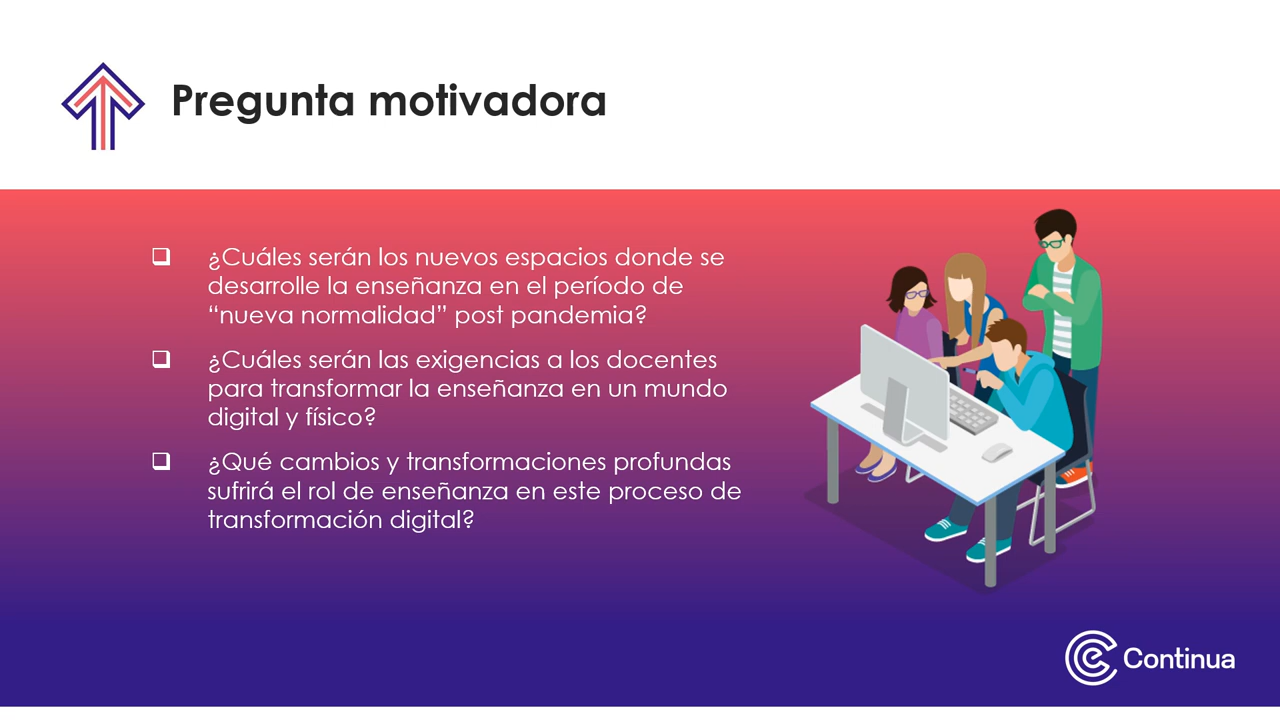 Pregunta motivadora
¿Cuáles serán los nuevos espacios donde se
desarrolle la enseñanza en el período de
“nueva normalidad” post pandemia?
¿Cuáles serán las exigencias a los docentes
para transformar la enseñanza en un mundo
digital y físico?
¿Qué cambios y transformaciones profundas
sufrirá el rol de enseñanza en este proceso de
transformación digital?
Continua